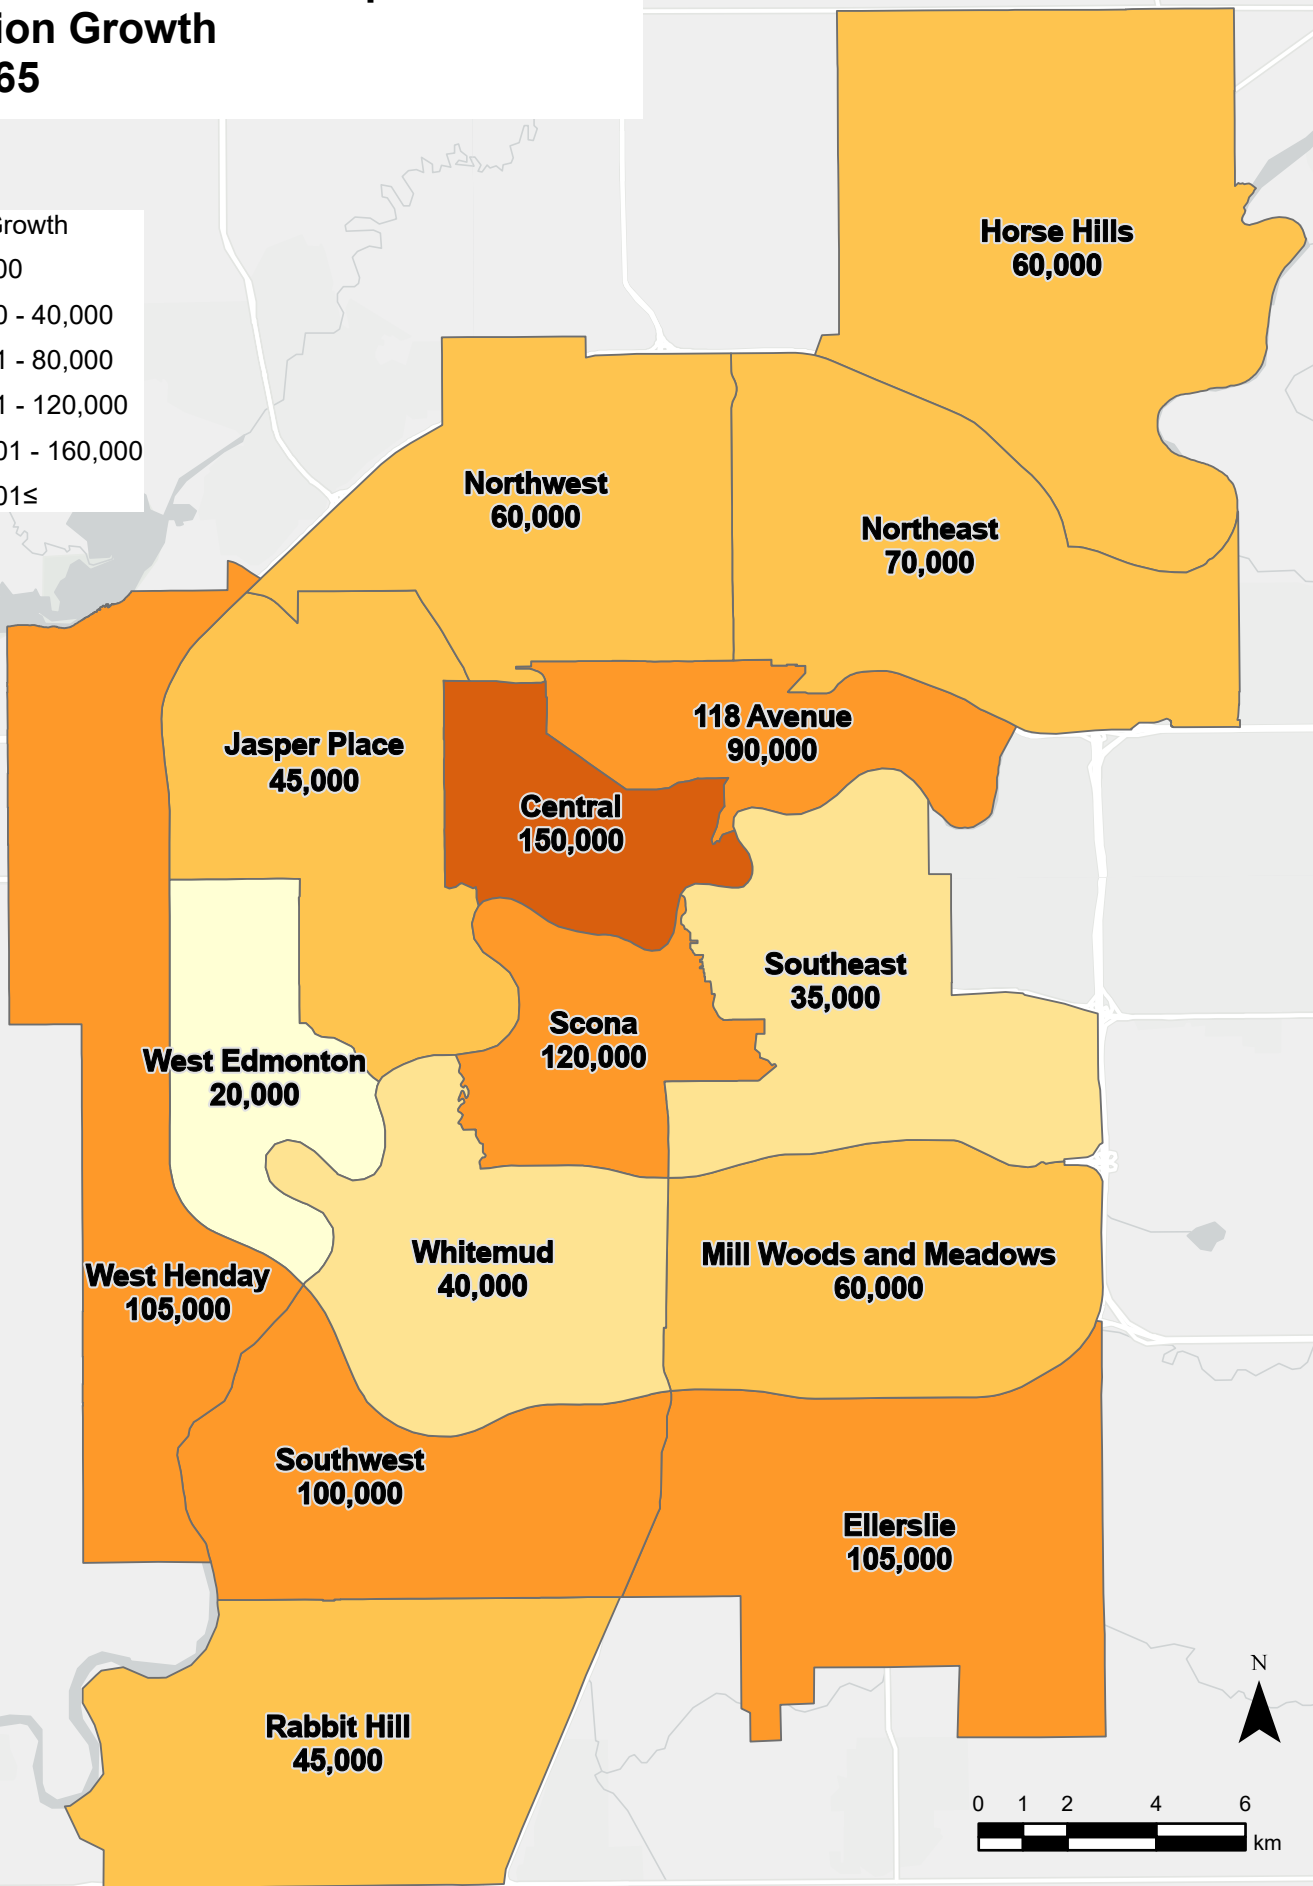 ion Growth
65
Growth
00
0 - 40,000
1 - 80,000
1 - 120,000
01 - 160,000
01≤
Horse Hills
60,000
Northwest
60,000
Northeast
70,000
118 Avenue
90,000
Jasper Place
45,000
Central
150,000
Southeast
35,000
Scona
120,000
West Edmonton
20,000
Whitemud
40,000
Mill Woods and Meadows
60,000
West Henday
105,000
Southwest
100,000
Ellerslie
105,000
Rabbit Hill
45,000
N
0 1 2 4 6
km